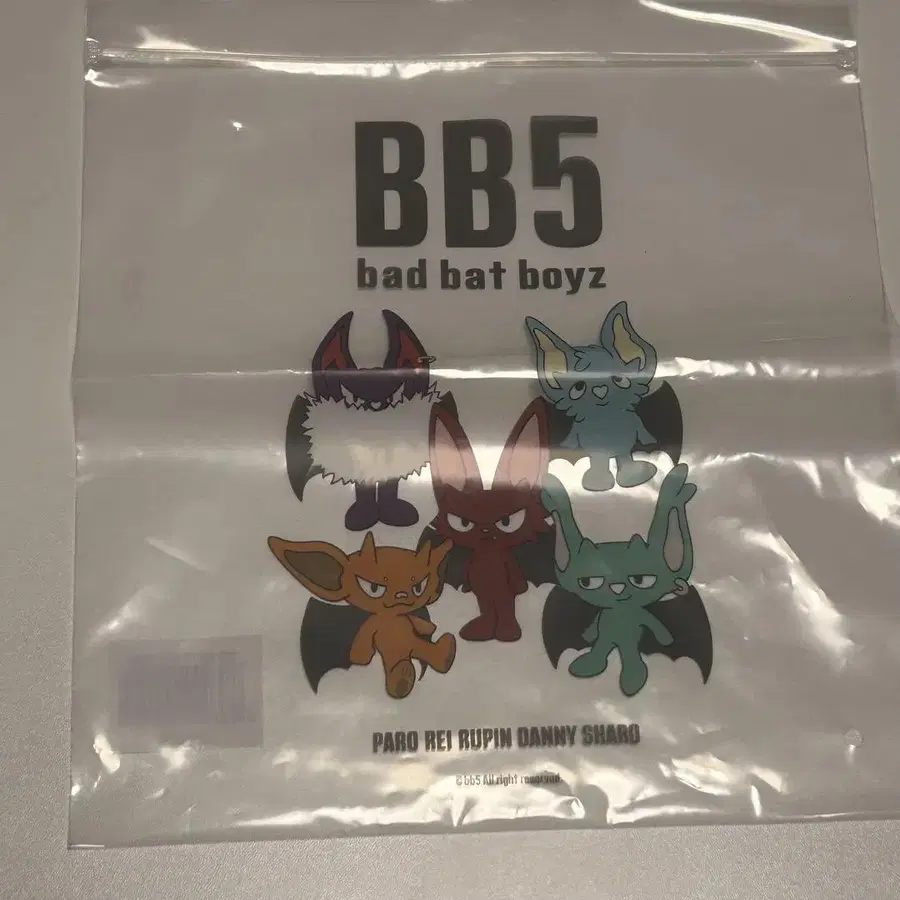 BB5
bad bat boyz
PARO REI RUPIN DANNY SHARO
© bb5 All right reserved.